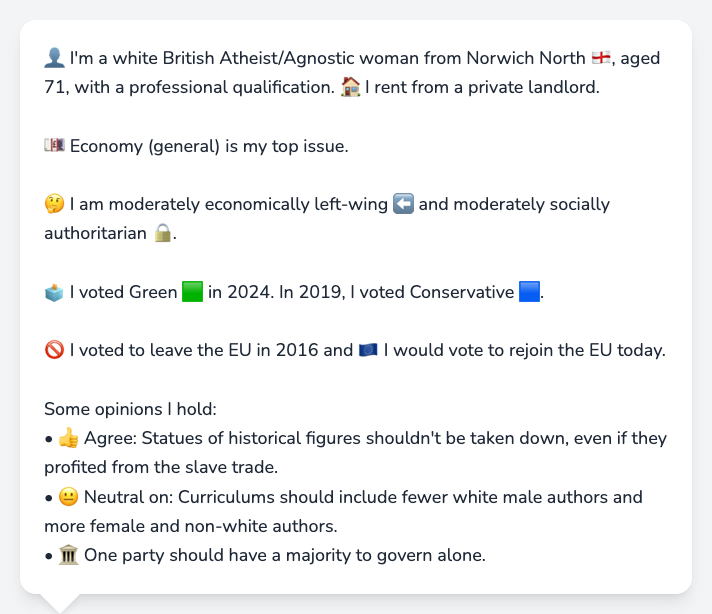 👤 I'm a white British Atheist/Agnostic woman from Norwich North 🏴󠁧󠁢󠁥󠁮󠁧󠁿, aged
71, with a professional qualification. 🏠 I rent from a private landlord.
💷 Economy (general) is my top issue.
🤔 I am moderately economically left-wing ⬅️ and moderately socially
authoritarian 🔒.
🗳️ I voted Green 🟩 in 2024. In 2019, I voted Conservative 🟦.
🚫 I voted to leave the EU in 2016 and 🇪🇺 I would vote to rejoin the EU today.
Some opinions I hold:
• 👍 Agree: Statues of historical figures shouldn't be taken down, even if they
profited from the slave trade.
• 😐 Neutral on: Curriculums should include fewer white male authors and
more female and non-white authors.
• 🏛️ One party should have a majority to govern alone.